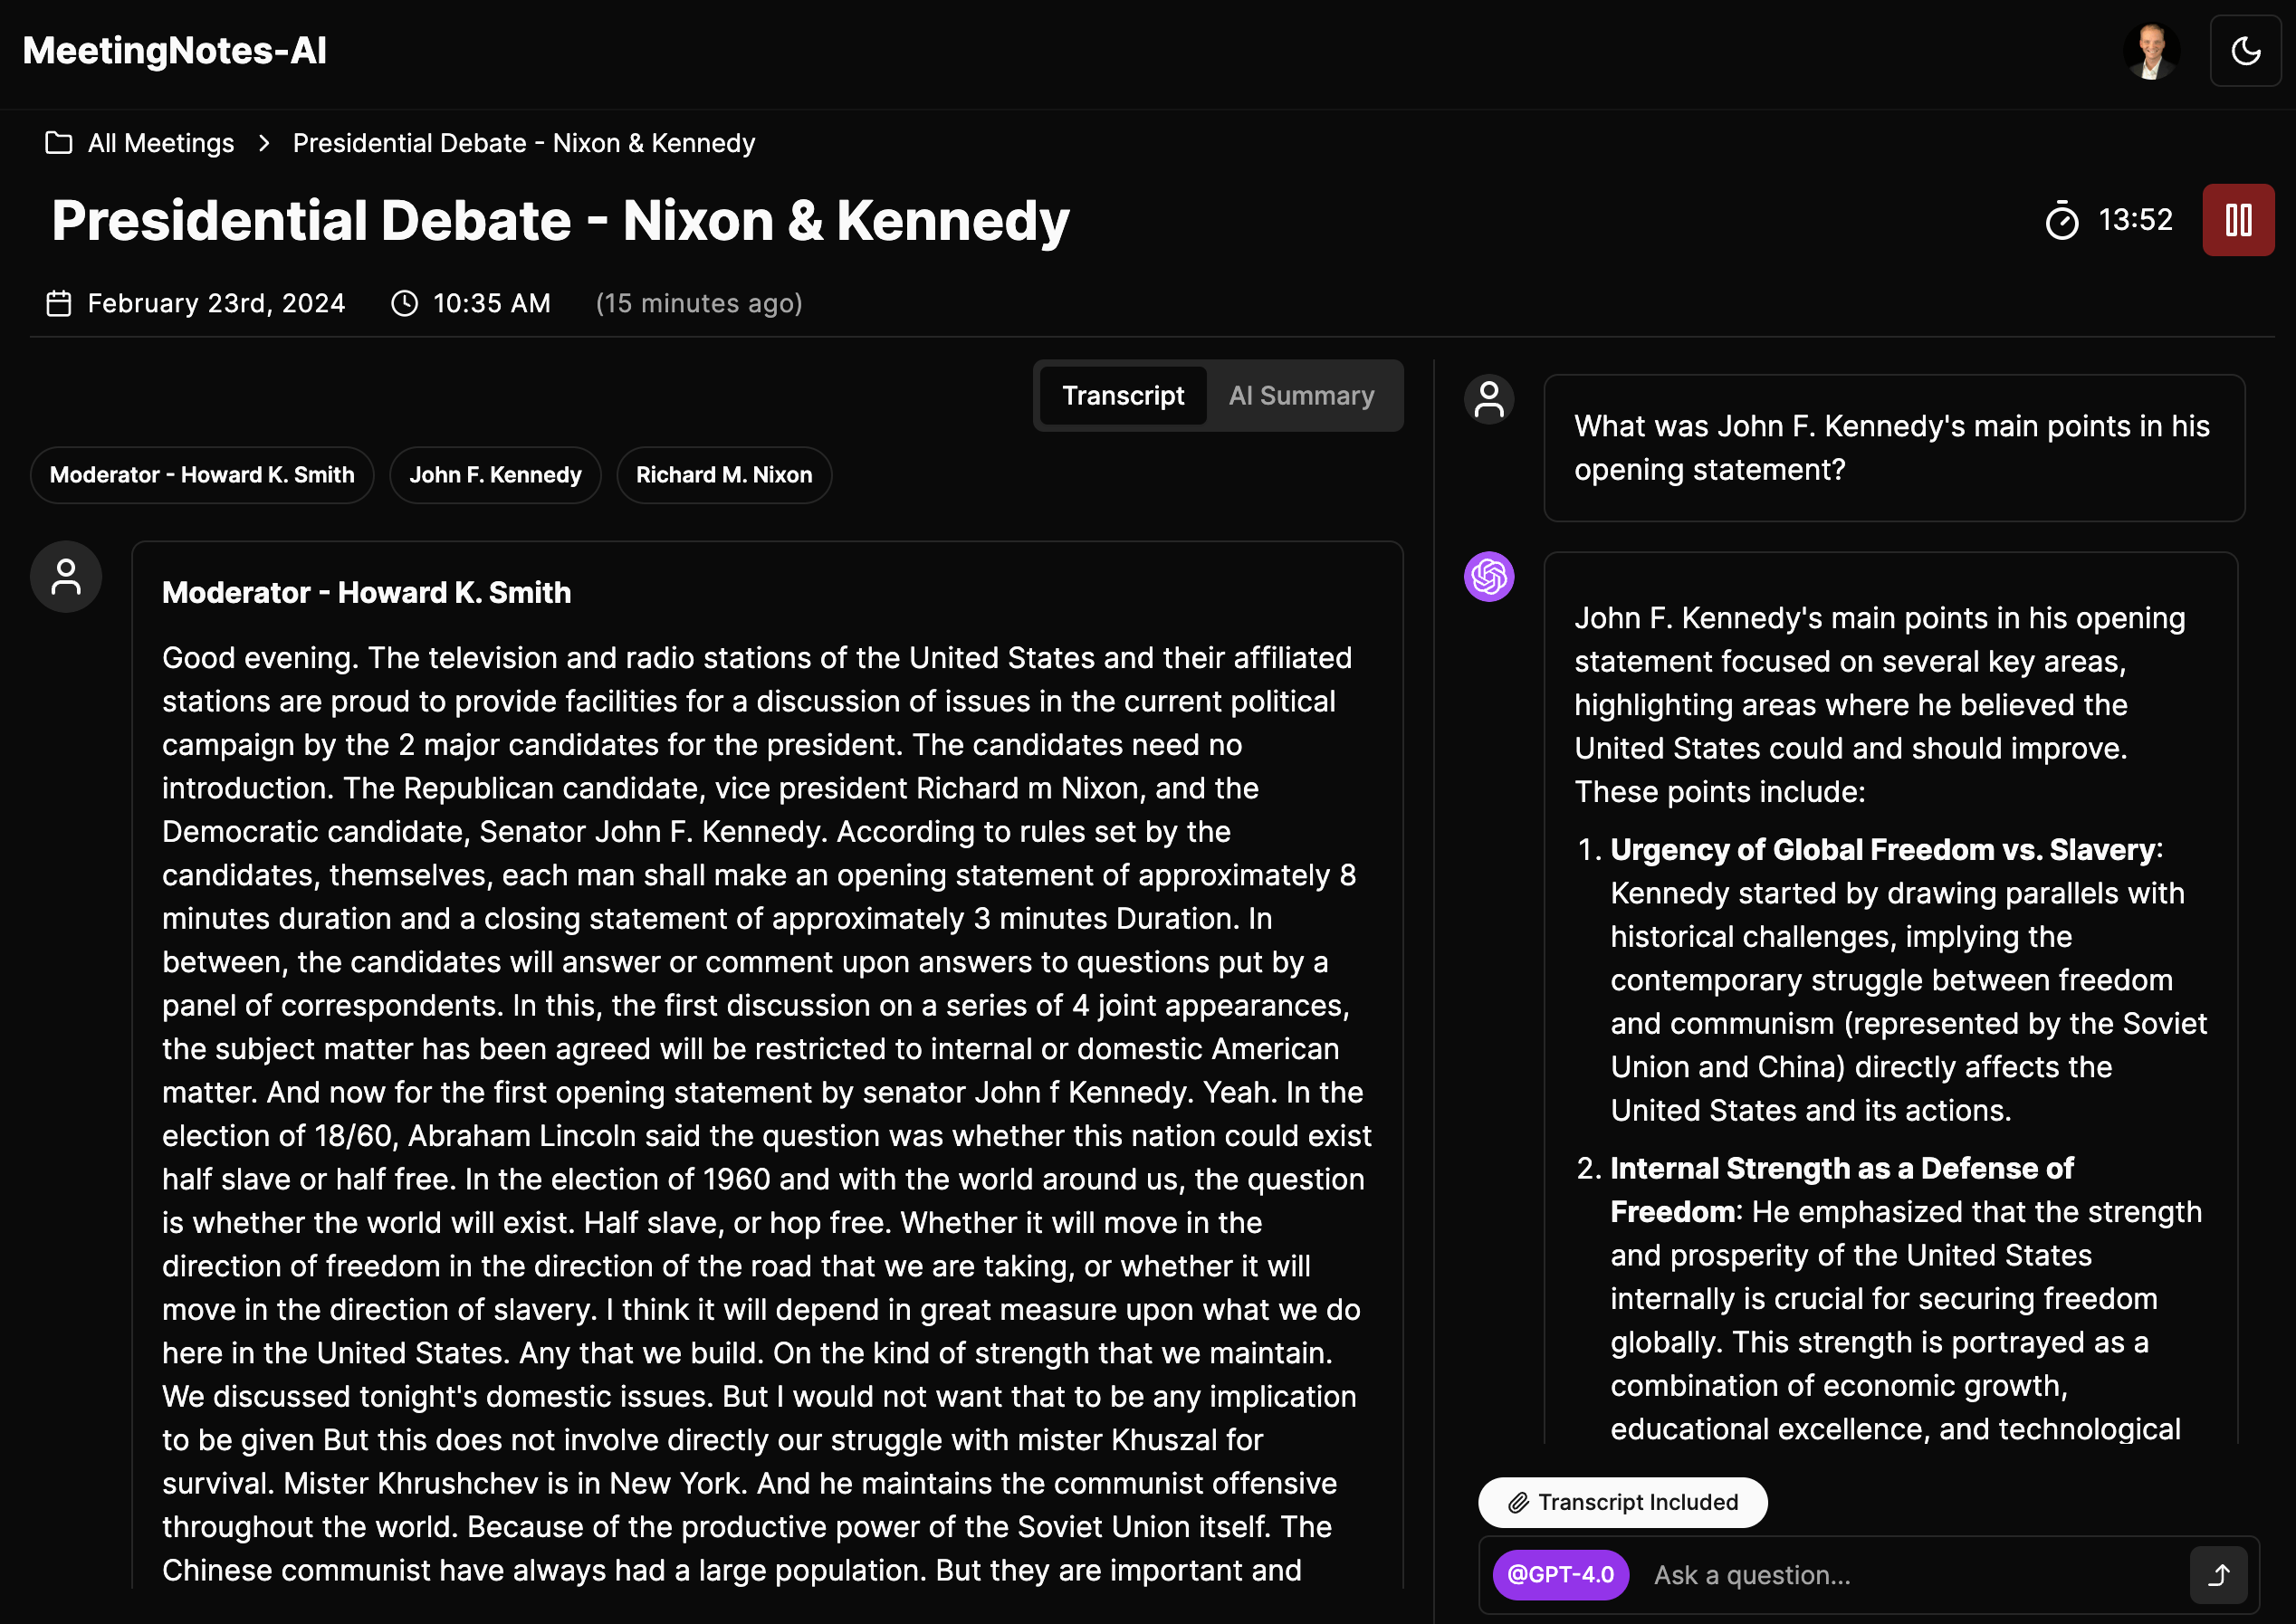 MeetingNotes-AI
All Meetings > Presidential Debate - Nixon & Kennedy
Presidential Debate - Nixon & Kennedy
13:52
February 23rd, 2024 10:35 AM (15 minutes ago)
Transcript AI Summary
Moderator - Howard K. Smith John F. Kennedy Richard M. Nixon
Moderator - Howard K. Smith
Good evening. The television and radio stations of the United States and their affiliated
stations are proud to provide facilities for a discussion of issues in the current political
campaign by the 2 major candidates for the president. The candidates need no
introduction. The Republican candidate, vice president Richard m Nixon, and the
Democratic candidate, Senator John F. Kennedy. According to rules set by the
candidates, themselves, each man shall make an opening statement of approximately 8
minutes duration and a closing statement of approximately 3 minutes Duration. In
between, the candidates will answer or comment upon answers to questions put by a
panel of correspondents. In this, the first discussion on a series of 4 joint appearances,
the subject matter has been agreed will be restricted to internal or domestic American
matter. And now for the first opening statement by senator John f Kennedy. Yeah. In the
election of 18/60, Abraham Lincoln said the question was whether this nation could exist
half slave or half free. In the election of 1960 and with the world around us, the question
is whether the world will exist. Half slave, or hop free. Whether it will move in the
direction of freedom in the direction of the road that we are taking, or whether it will
move in the direction of slavery. I think it will depend in great measure upon what we do
here in the United States. Any that we build. On the kind of strength that we maintain.
We discussed tonight's domestic issues. But I would not want that to be any implication
to be given But this does not involve directly our struggle with mister Khuszal for
survival. Mister Khrushchev is in New York. And he maintains the communist offensive
throughout the world. Because of the productive power of the Soviet Union itself. The
Chinese communist have always had a large population. But they are important and
What was John F. Kennedy's main points in his
opening statement?
John F. Kennedy's main points in his opening
statement focused on several key areas,
highlighting areas where he believed the
United States could and should improve.
These points include:
1. Urgency of Global Freedom vs. Slavery:
Kennedy started by drawing parallels with
historical challenges, implying the
contemporary struggle between freedom
and communism (represented by the Soviet
Union and China) directly affects the
United States and its actions.
2. Internal Strength as a Defense of
Freedom: He emphasized that the strength
and prosperity of the United States
internally is crucial for securing freedom
globally. This strength is portrayed as a
combination of economic growth,
educational excellence, and technological
Transcript Included
@GPT-4.0 Ask a question...